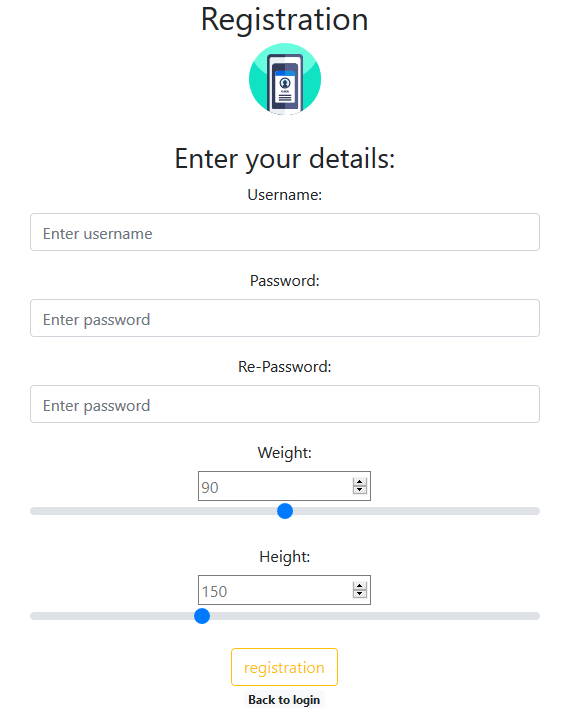 Registration
Enter your details:
Username:
Enter username
Password:
Enter password
Re-Password:
Enter password
Weight:
90
Height:
150
registration
Back to login